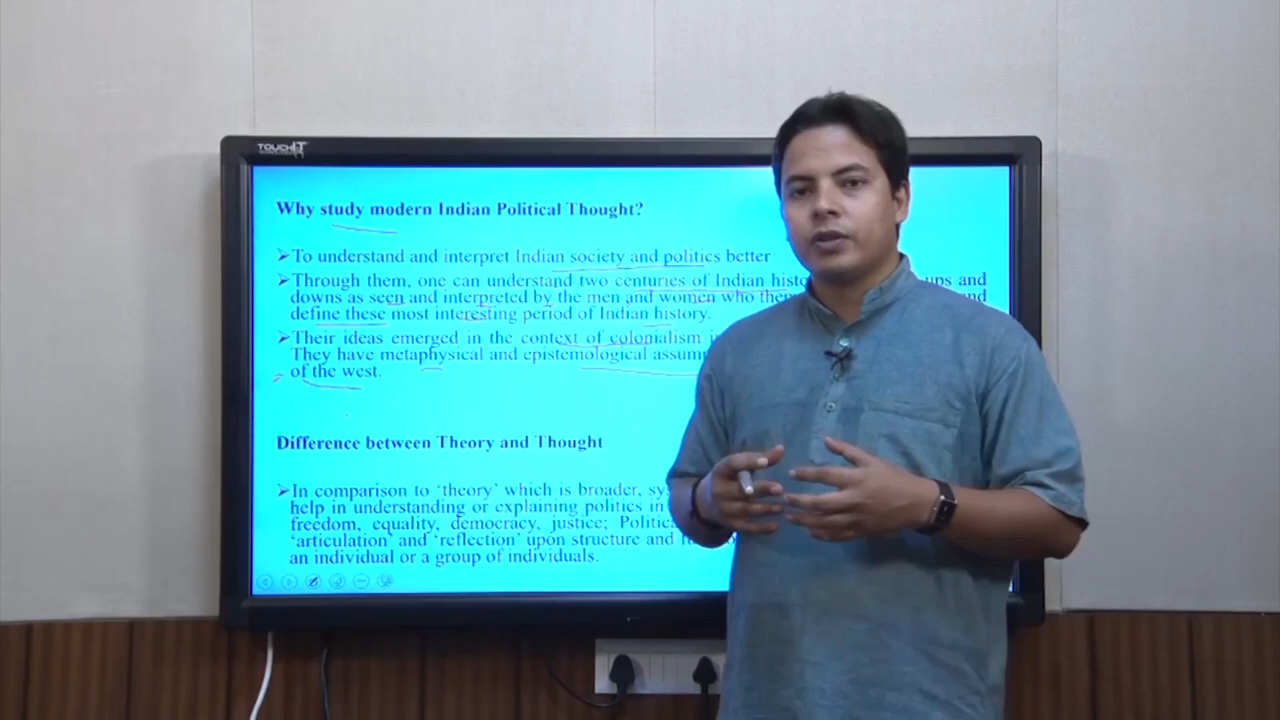 TOUCHIT
Why study modern Indian Political Thought?
➢To understand and interpret Indian society and politics better
➢Through them, one can understand two centuries of Indian ups and
downs as seen and interpreted by the men and women who and
define these most interesting period of Indian history.
➢Their ideas emerged in the context of colonialism
They have metaphysical and epistemological
of the west.
Difference between Theory and Thought
➢In comparison to 'theory' which is broader,
help in understanding or explaining politics in
freedom, equality, democracy, justice;
'articulation' and 'reflection' upon structure and
an individual or a group of individuals.